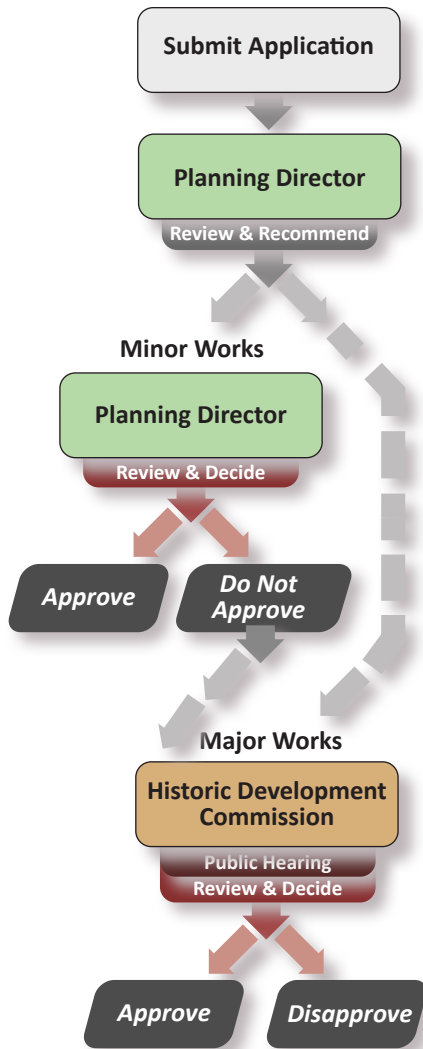 Submit Application
Planning Director
Review & Recommend
Minor Works
Planning Director
Review & Decide
Approve
Do Not
Approve
Major Works
Historic Development
Commission
Public Hearing
Review & Decide
Approve
Disapprove